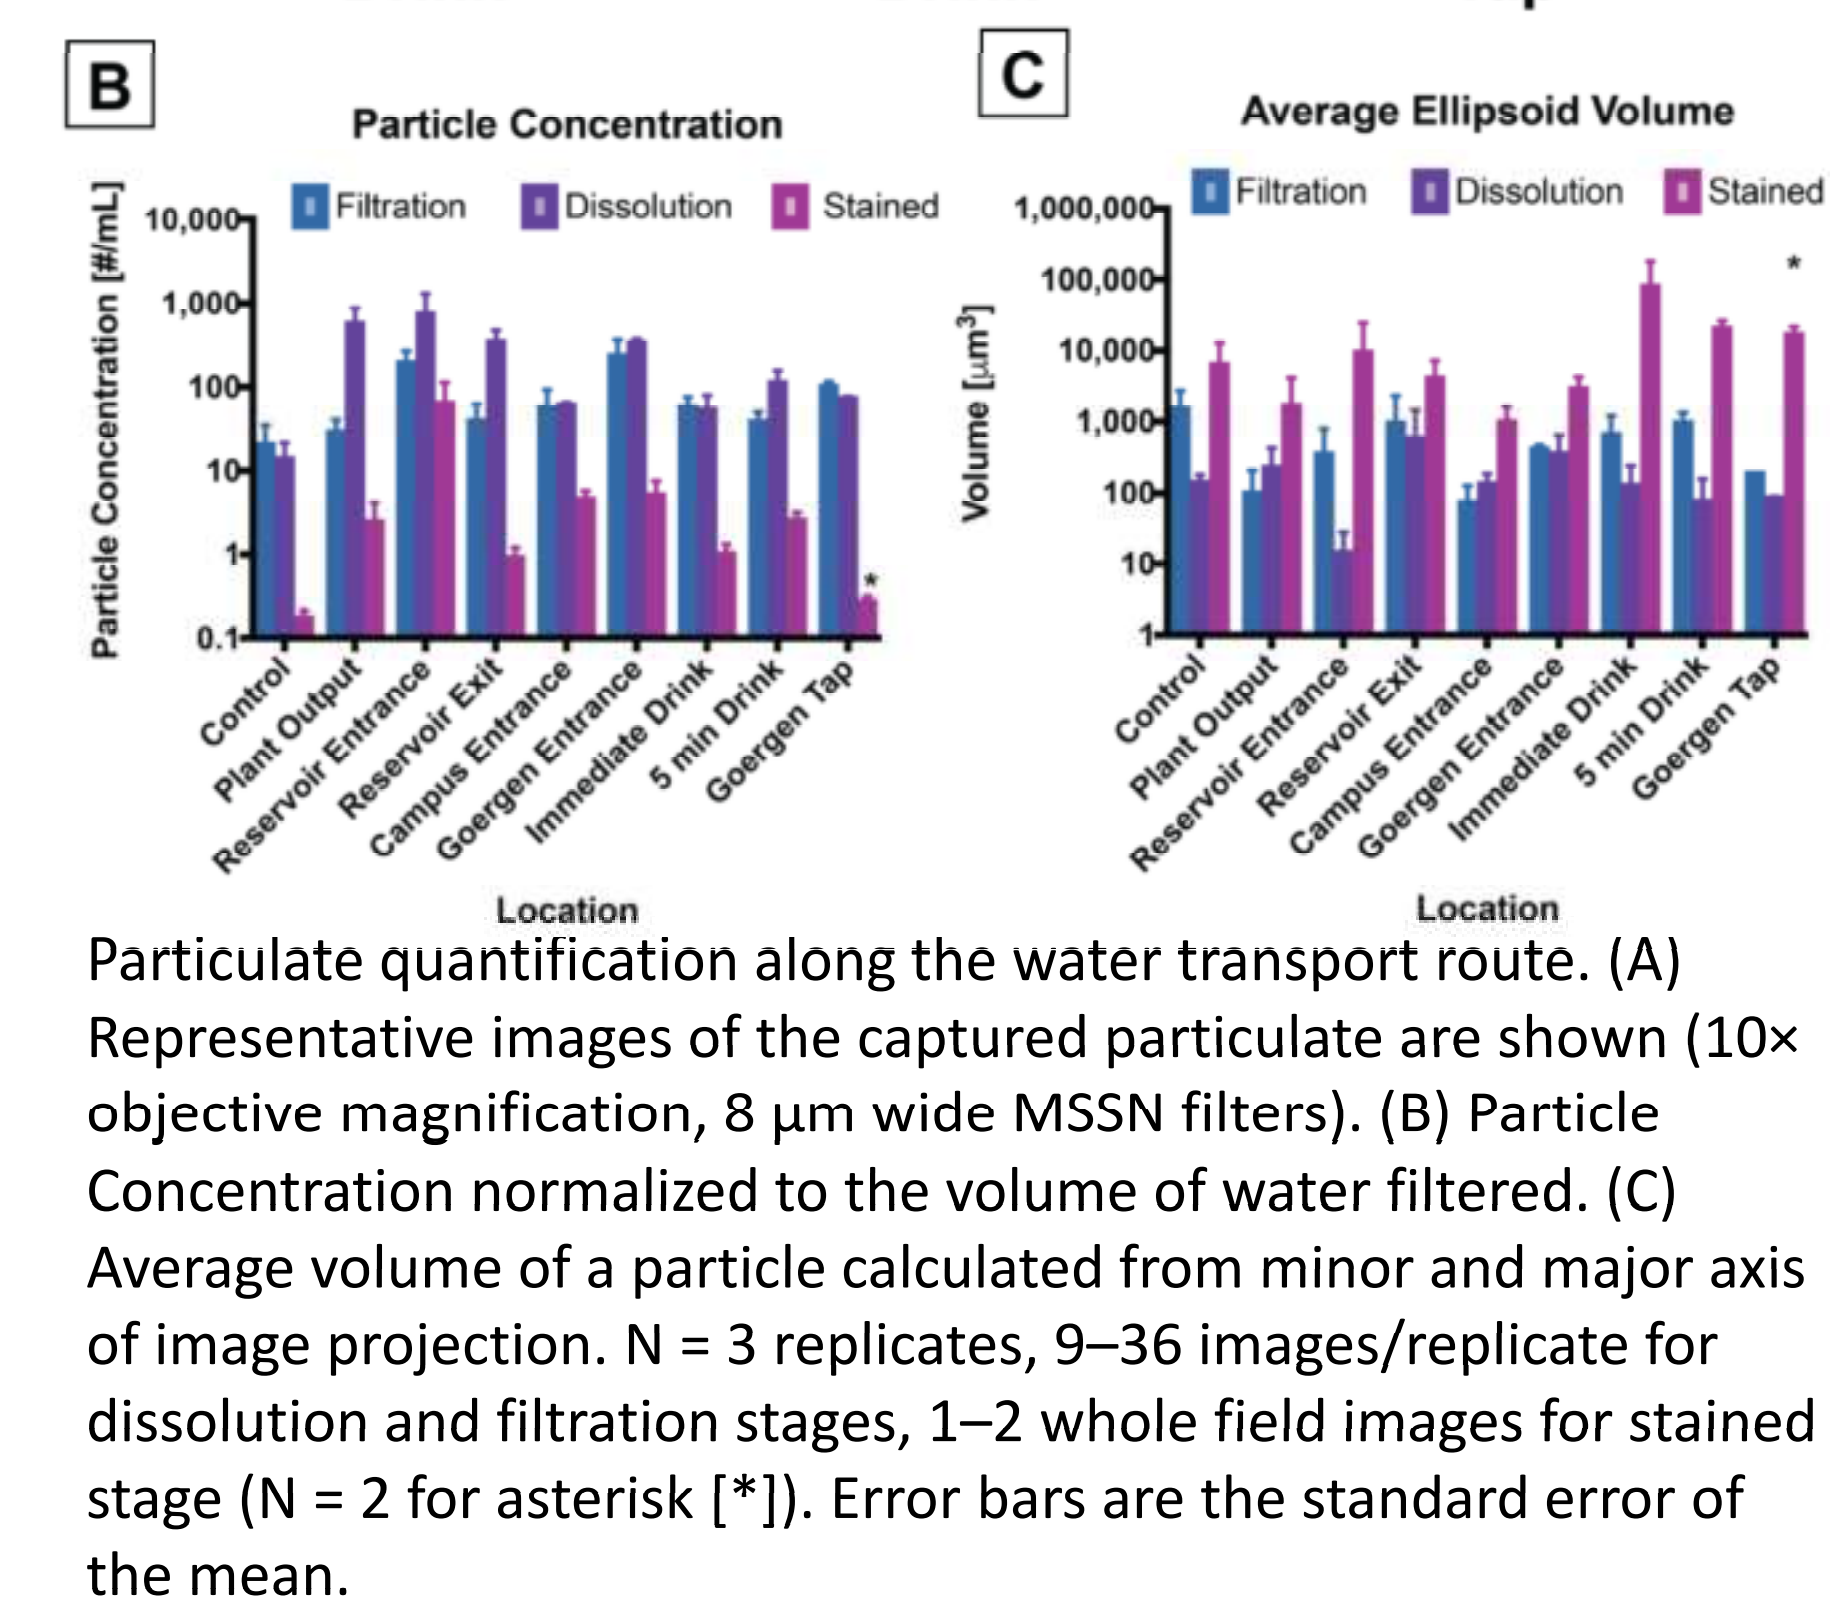 B
Particle Concentration
Filtration
Dissolution
Stained
Particle Concentration [#/mL]
10,000
1,000
100
10
1
0.1
*
Control
Plant Output
Reservoir Entrance
Reservoir Exit
Campus Entrance
Goergen Entrance
Immediate Drink
5 min Drink
Goergen Tap
Location
C
Average Ellipsoid Volume
Filtration
Dissolution
Stained
Volume [µm³]
1,000,000
100,000
10,000
1,000
100
10
1
*
Control
Plant Output
Reservoir Entrance
Reservoir Exit
Campus Entrance
Goergen Entrance
Immediate Drink
5 min Drink
Goergen Tap
Location
Particulate quantification along the water transport route. (A)
Representative images of the captured particulate are shown (10×
objective magnification, 8 µm wide MSSN filters). (B) Particle
Concentration normalized to the volume of water filtered. (C)
Average volume of a particle calculated from minor and major axis
of image projection. N = 3 replicates, 9–36 images/replicate for
dissolution and filtration stages, 1–2 whole field images for stained
stage (N = 2 for asterisk [*]). Error bars are the standard error of
the mean.